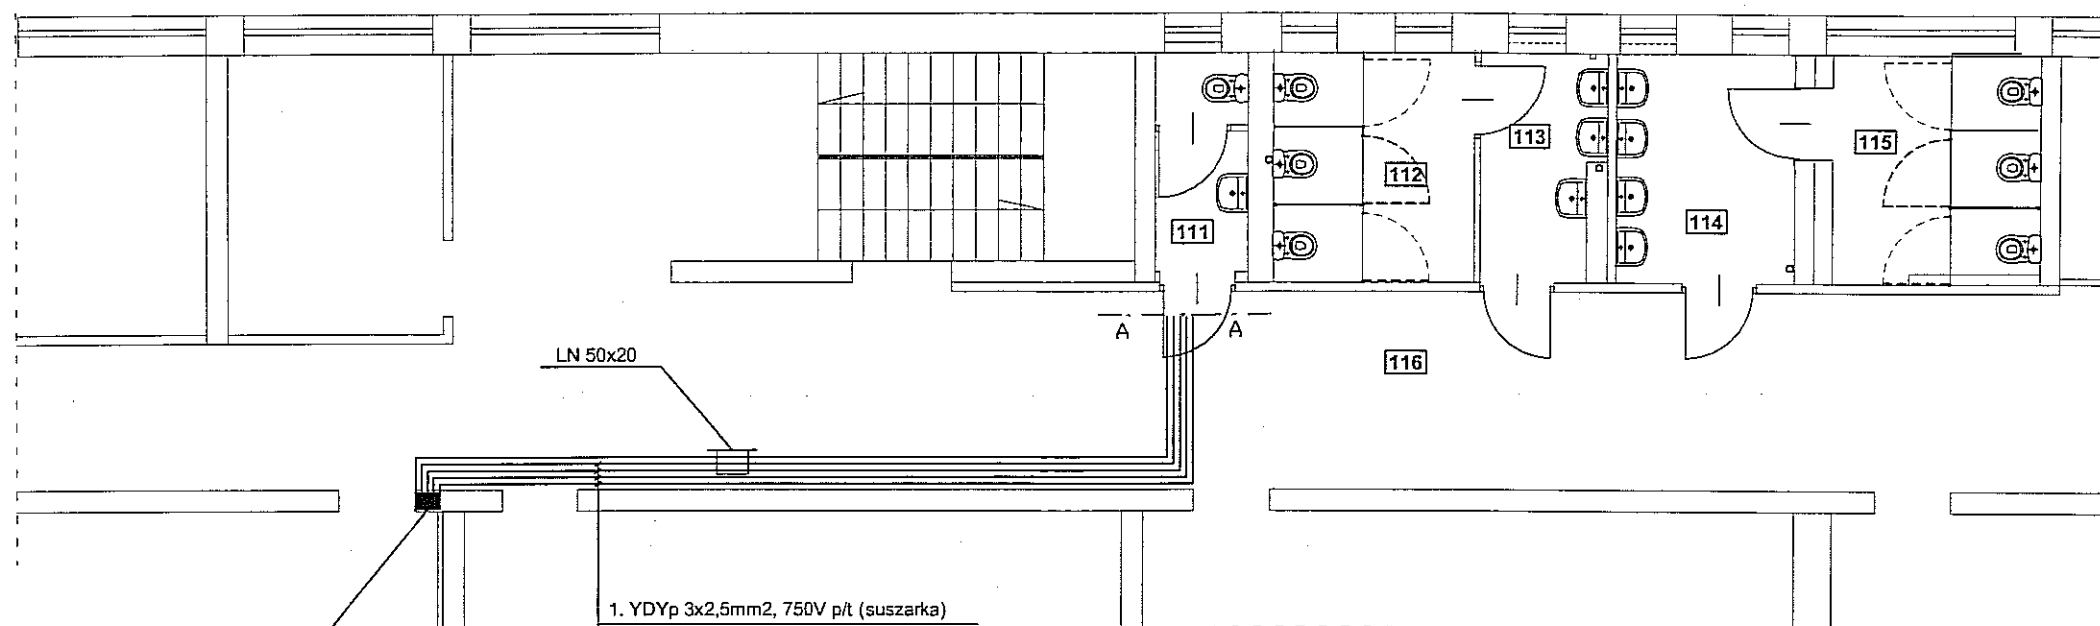 113
115
112
111
114
A A
LN 50x20
116
1. YDYp 3x2,5mm2, 750V p/t (suszarka)